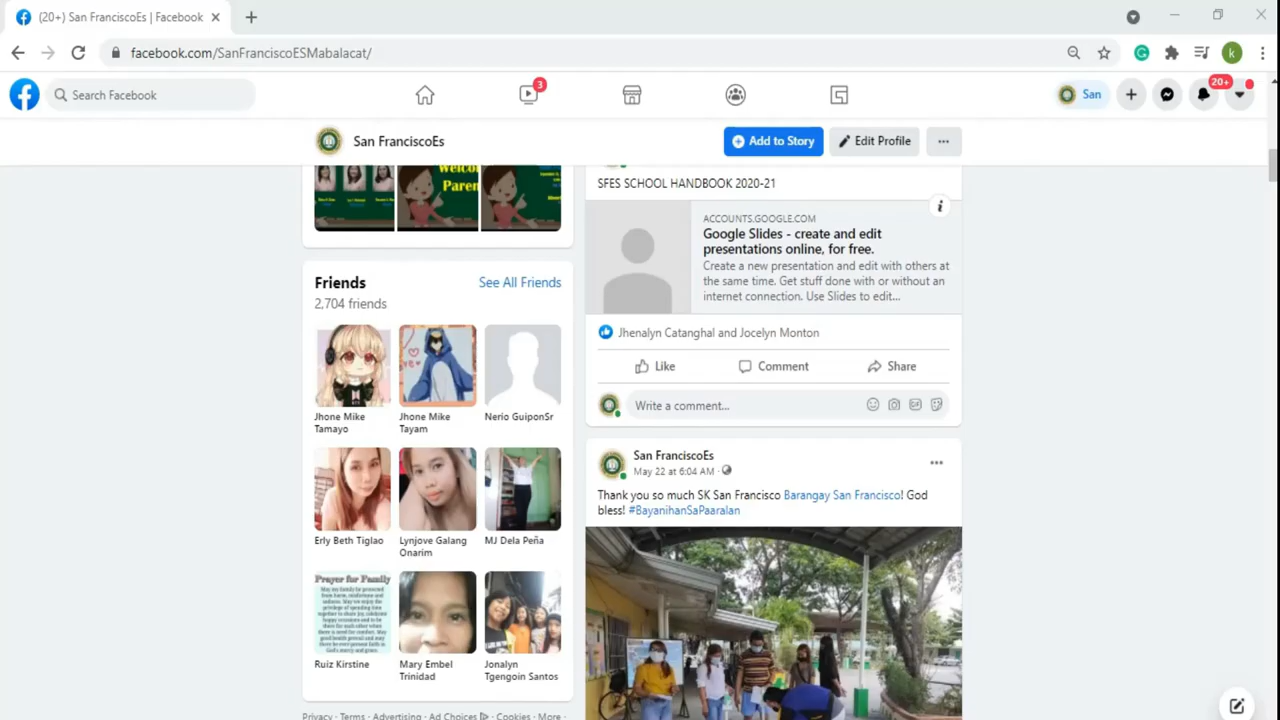 (20+) San FranciscoEs | Facebook
facebook.com/SanFranciscoESMabalacat/
k
Search Facebook
3
San
20+
San FranciscoEs
Add to Story
Edit Profile
Welcom
Paren
SFES SCHOOL HANDBOOK 2020-21
ACCOUNTS.GOOGLE.COM
Google Slides - create and edit
presentations online, for free.
Create a new presentation and edit with others at
the same time. Get stuff done with or without an
internet connection. Use Slides to edit...
Jhenalyn Catanghal and Jocelyn Monton
Like
Comment
Share
Write a comment...
Friends
See All Friends
2,704 friends
Jhone Mike
Tamayo
Jhone Mike
Tayam
Nerio GuiponSr
Erly Beth Tiglao
Lynjove Galang
Onarim
MJ Dela Peña
Prayer for Family
Ruiz Kirstine
Mary Embel
Trinidad
Jonalyn
Tgengoin Santos
San FranciscoEs
May 22 at 6:04 AM ·
Thank you so much SK San Francisco Barangay San Francisco! God
bless! #BayanihanSaPaaralan
Privacy · Terms · Advertising · Ad Choices · Cookies · More ·